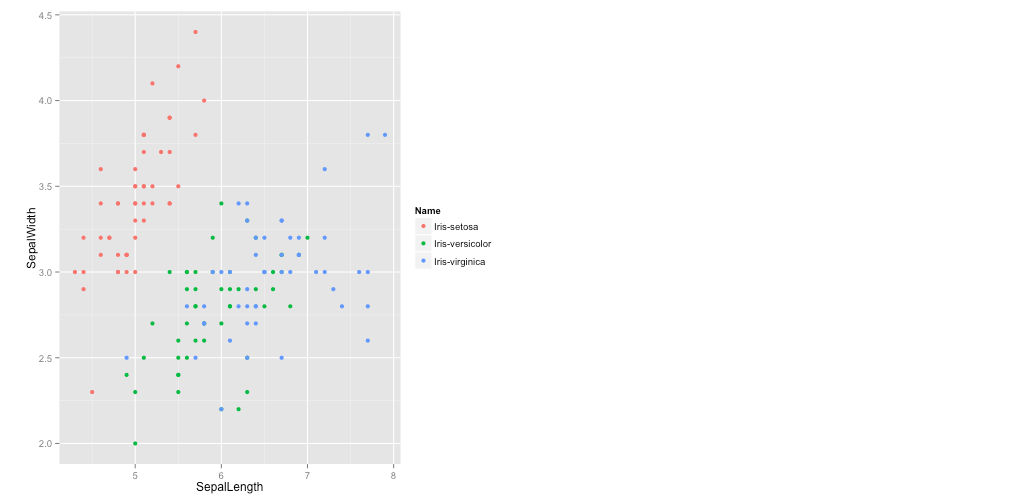 4.5
4.0
3.5
3.0
2.5
2.0
SepalWidth
5 6 7 8
SepalLength
Name
Iris-setosa
Iris-versicolor
Iris-virginica